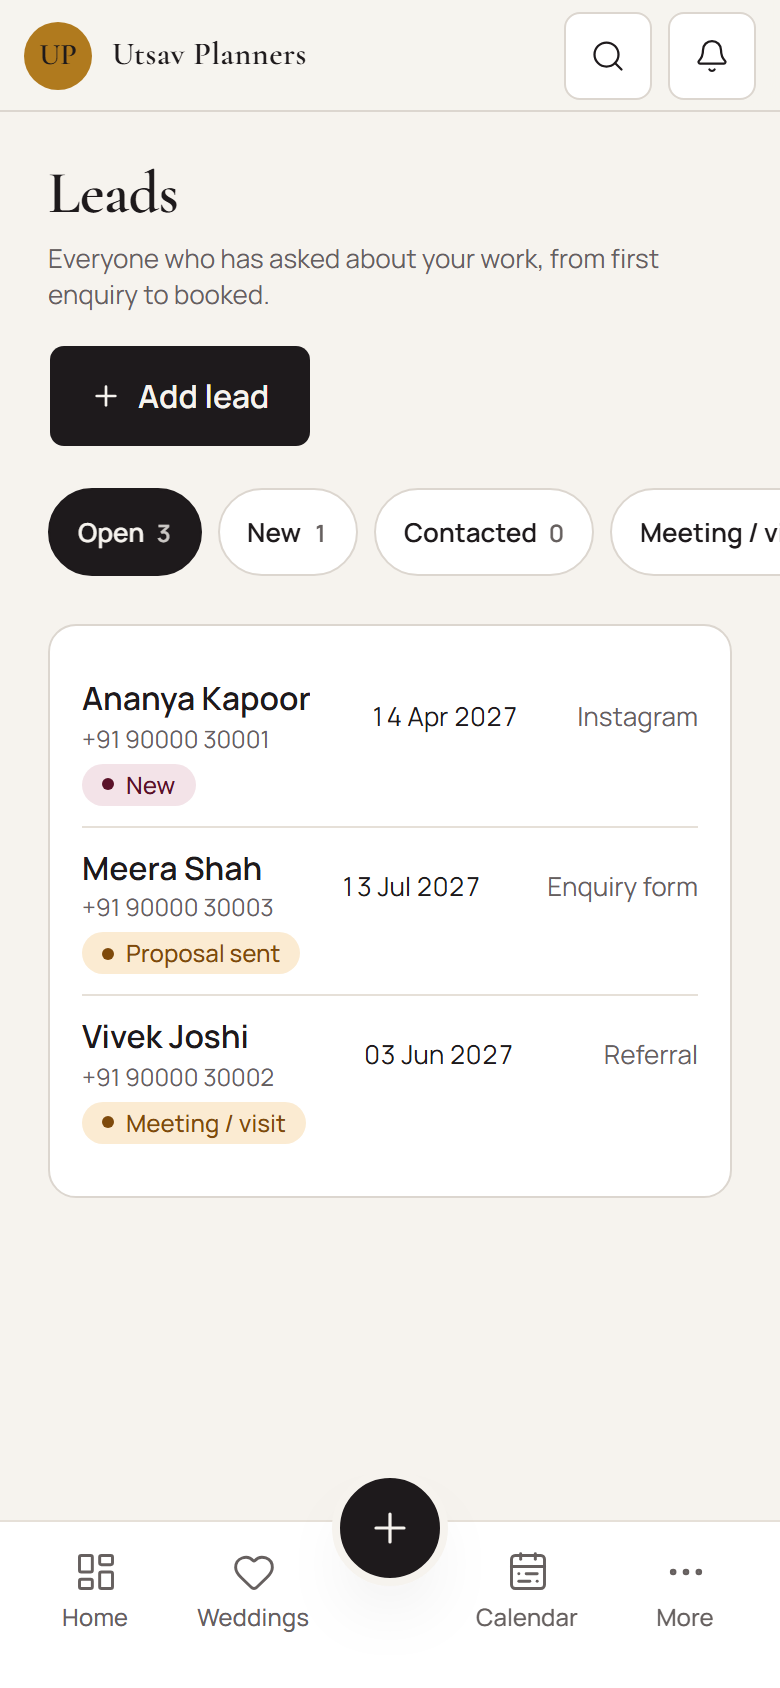 UP Utsav Planners
Leads
Everyone who has asked about your work, from first
enquiry to booked.
+ Add lead
Open 3 New 1 Contacted 0 Meeting / vi
Ananya Kapoor 14 Apr 2027 Instagram
+91 90000 30001
New
Meera Shah 13 Jul 2027 Enquiry form
+91 90000 30003
Proposal sent
Vivek Joshi 03 Jun 2027 Referral
+91 90000 30002
Meeting / visit
Home Weddings Calendar More